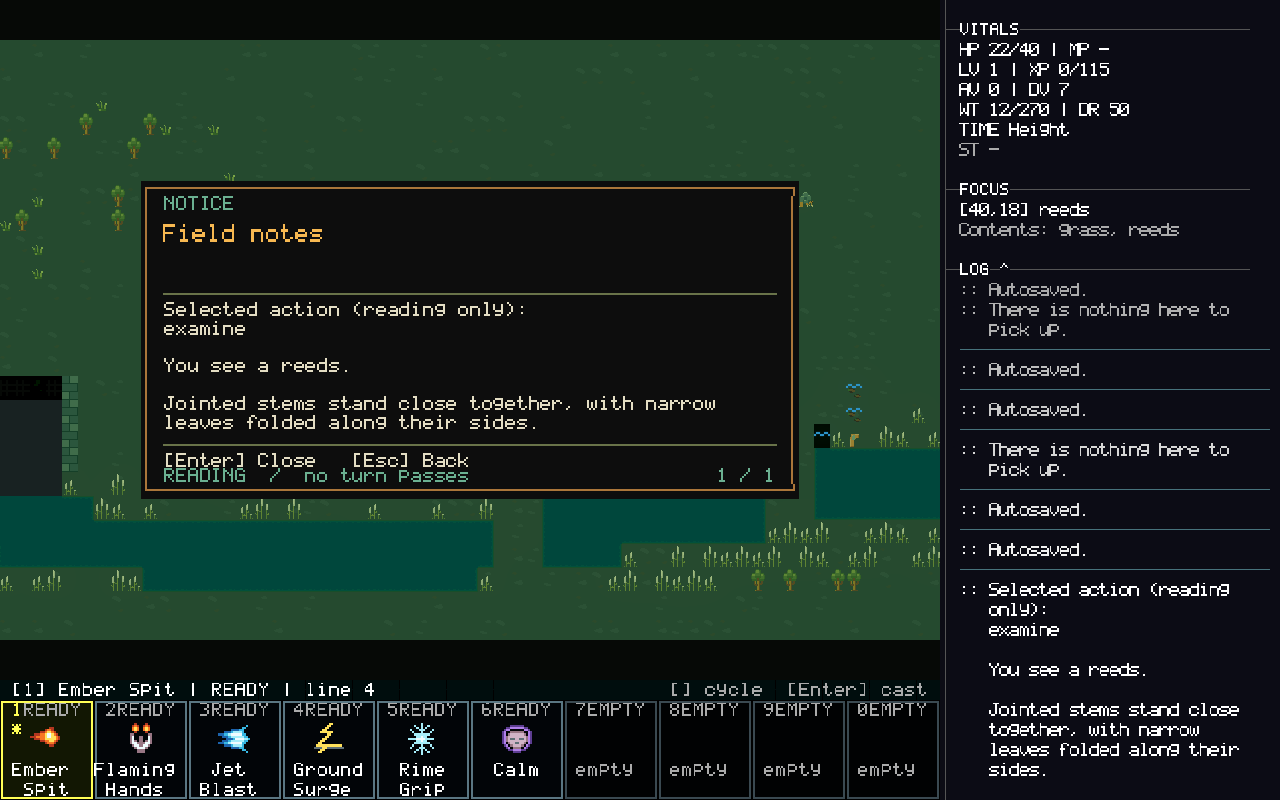 NOTICE
Field notes
Selected action (reading only):
examine
You see a reeds.
Jointed stems stand close together, with narrow
leaves folded along their sides.
[Enter] Close [Esc] Back
READING / no turn passes 1 / 1
VITALS
HP 22/40 | MP -
LV 1 | XP 0/115
AV 0 | DV 7
WT 12/270 | DR 50
TIME Height
ST -
FOCUS
[40,18] reeds
Contents: grass, reeds
LOG ^
:: Autosaved.
:: There is nothing here to
Pick up.
:: Autosaved.
:: Autosaved.
:: There is nothing here to
Pick up.
:: Autosaved.
:: Autosaved.
:: Selected action (reading
only):
examine
You see a reeds.
Jointed stems stand close
together, with narrow
leaves folded along their
sides.
[1] Ember Spit | READY | line 4 [] cycle [Enter] cast
1READY 2READY 3READY 4READY 5READY 6READY 7EMPTY 8EMPTY 9EMPTY 0EMPTY
*
Ember Flaming Jet Ground Rime Calm empty empty empty empty
Spit Hands Blast Surge Grip